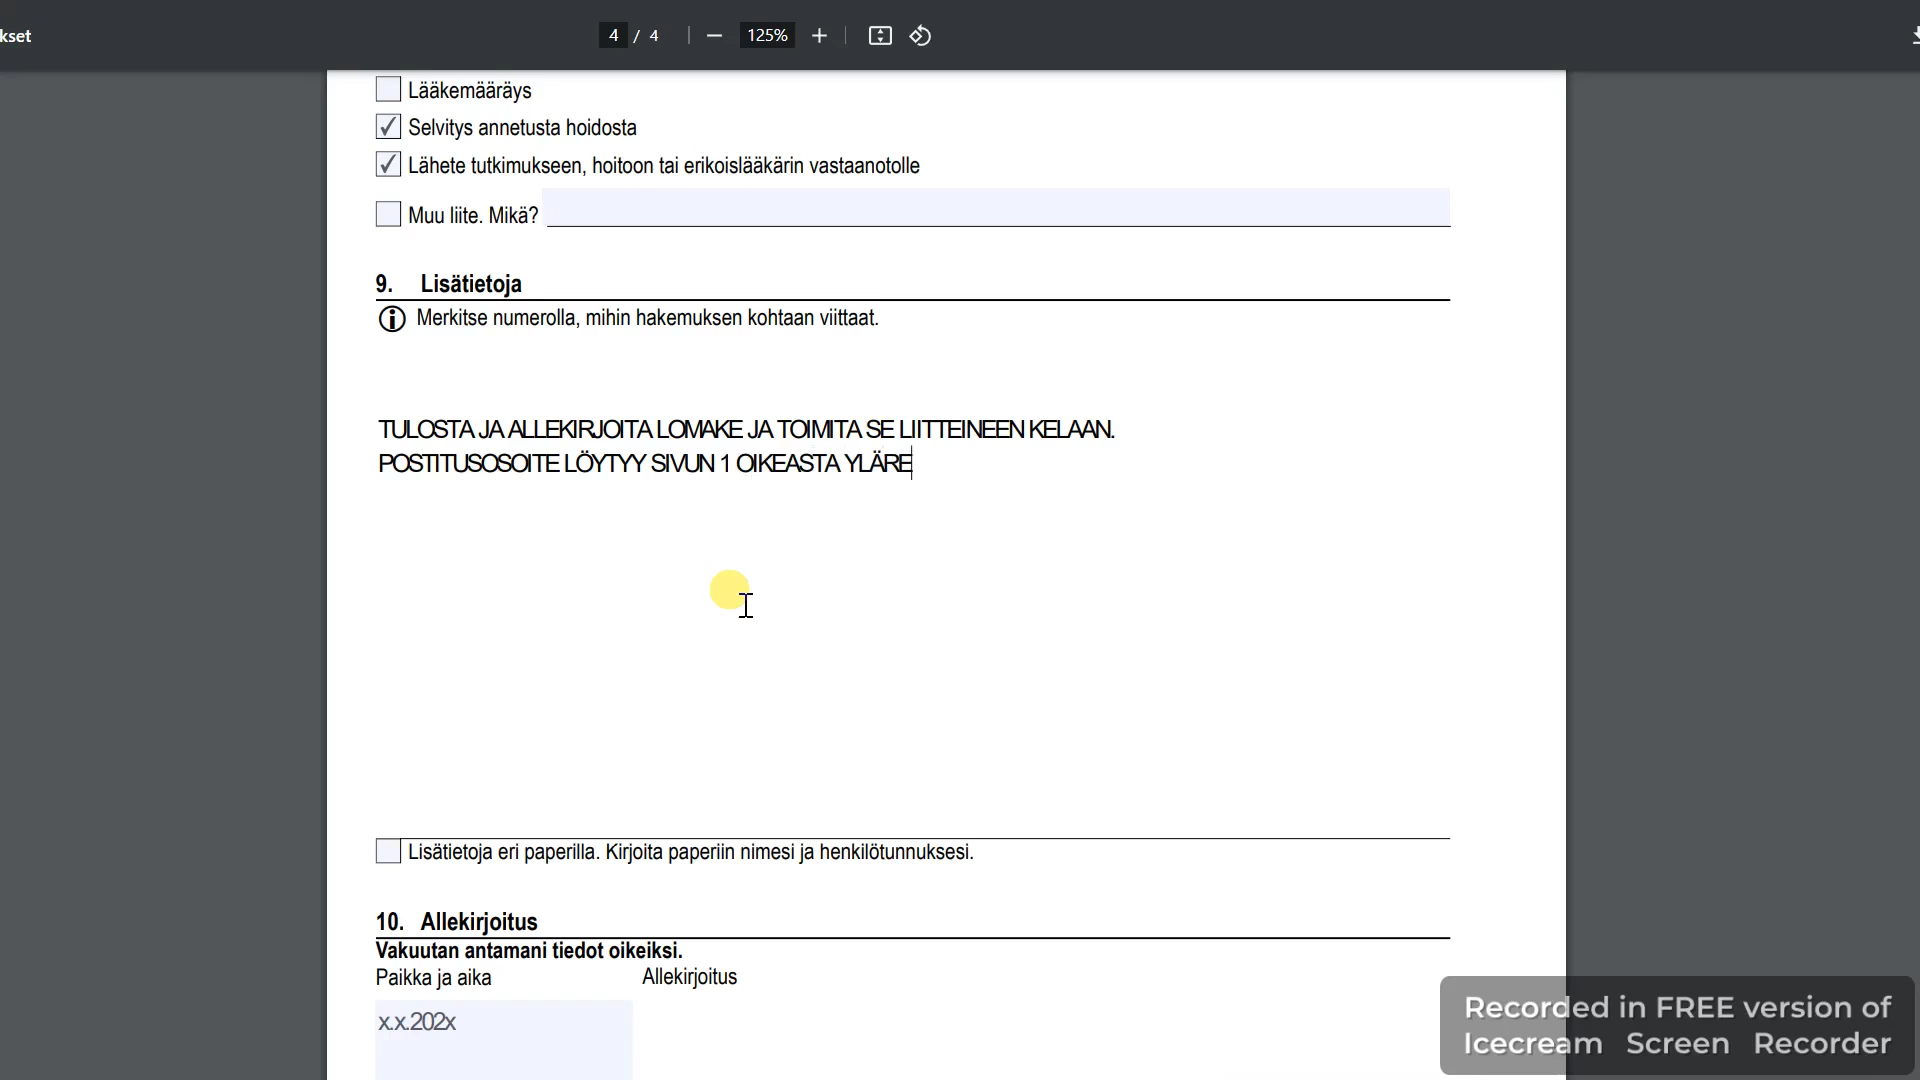 kset
4 / 4
125%
Lääkemääräys
Selvitys annetusta hoidosta
Lähete tutkimukseen, hoitoon tai erikoislääkärin vastaanotolle
Muu liite. Mikä?
9. Lisätietoja
Merkitse numerolla, mihin hakemuksen kohtaan viittaat.
TULOSTA JA ALLEKIRJOITA LOMAKE JA TOIMITA SE LIITTEINEEN KELAAN.
POSTITUSOSOITE LÖYTYY SIVUN 1 OIKEASTA YLÄRE
Lisätietoja eri paperilla. Kirjoita paperiin nimesi ja henkilötunnuksesi.
10. Allekirjoitus
Vakuutan antamani tiedot oikeiksi.
Paikka ja aika Allekirjoitus
x.x.202x
Recorded in FREE version of
Icecream Screen Recorder